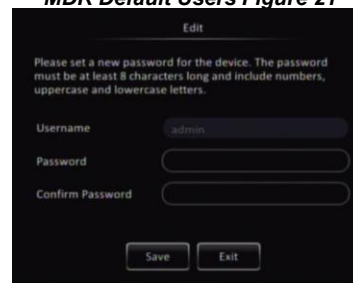 MDR Default Users Figure 21
Edit
Please set a new password for the device. The password
must be at least 8 characters long and include numbers,
uppercase and lowercase letters.
Username
admin
Password
Confirm Password
Save
Exit